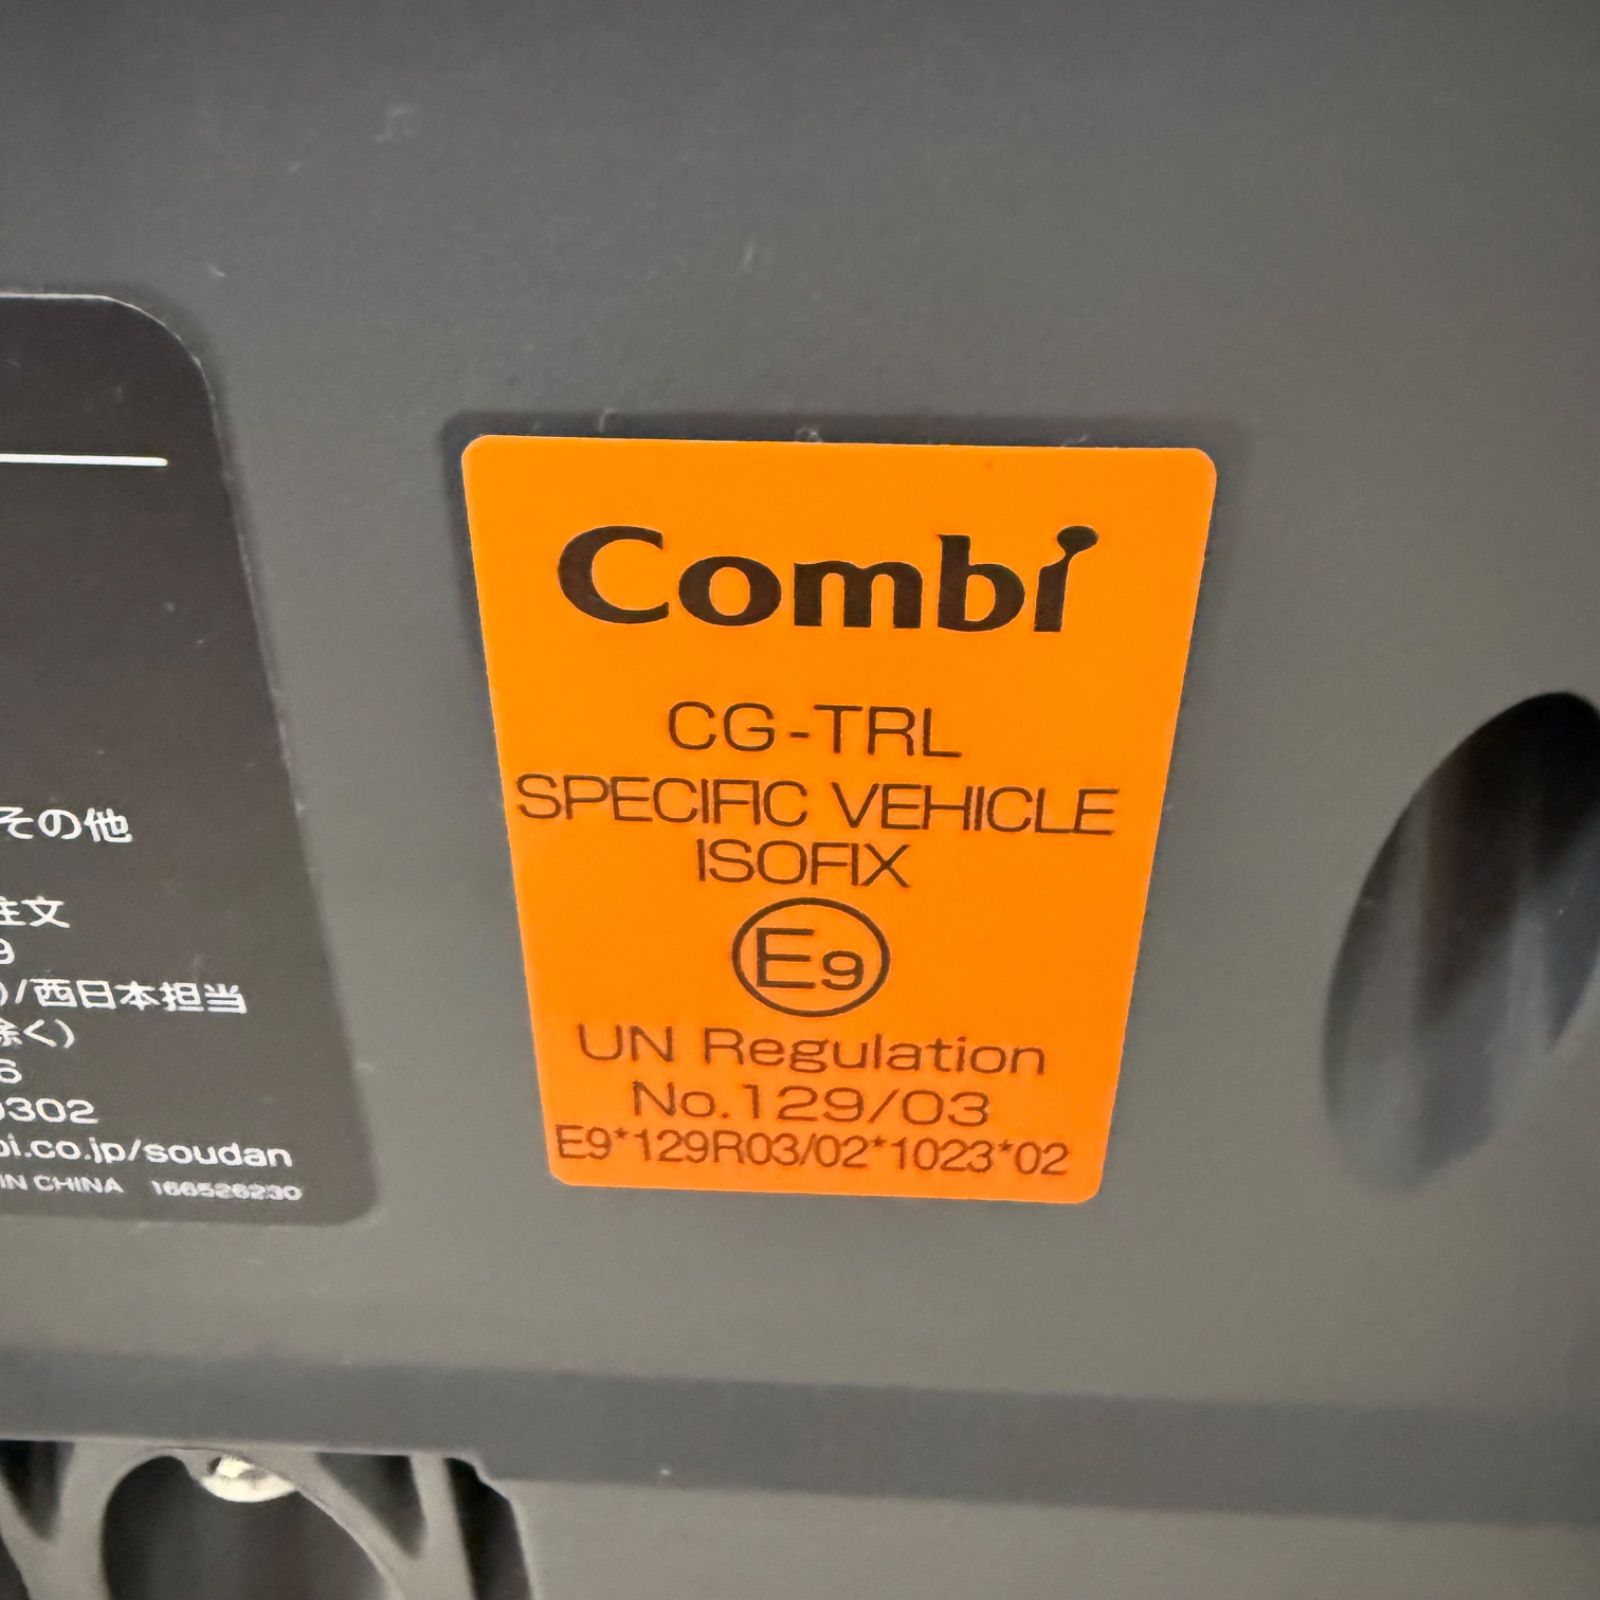 その他
注文
9
)/西日本担当
除く)
6
0302
bi.co.jp/soudan
IN CHINA 166526230
Combi
CG-TRL
SPECIFIC VEHICLE
ISOFIX
E9
UN Regulation
No.129/03
E9*129R03/02*1023*02